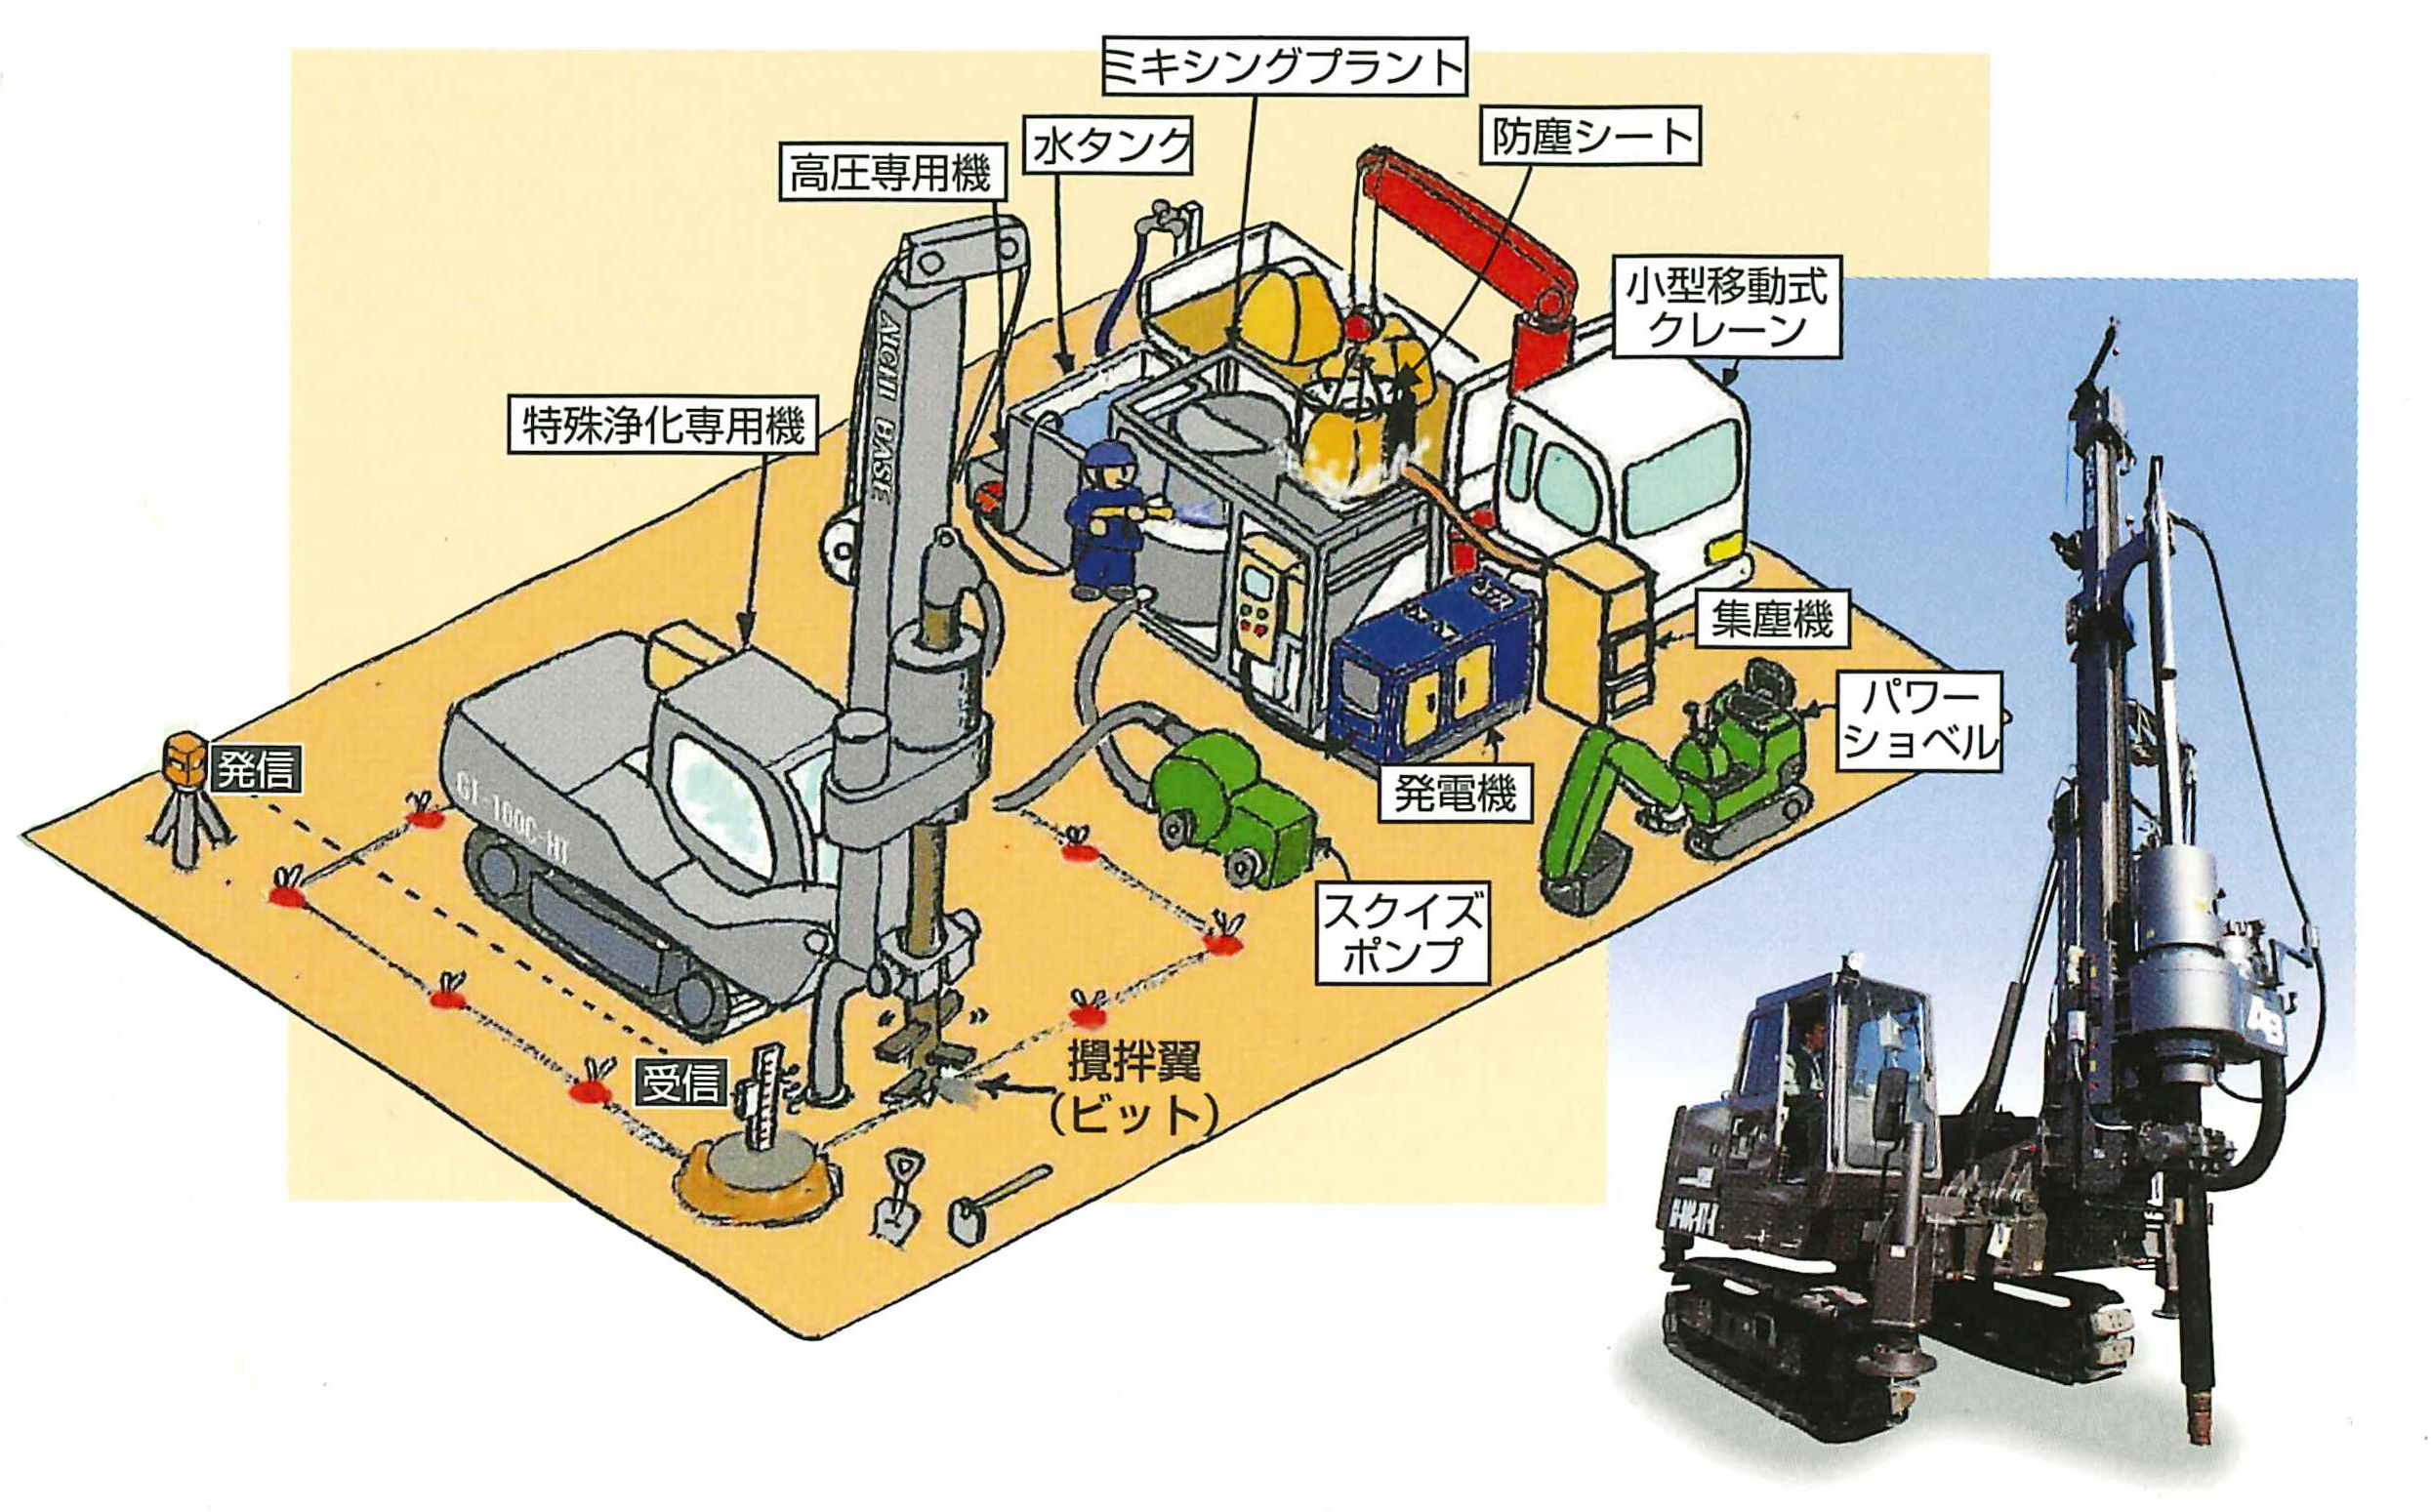 ミキシングプラント
防塵シート
水タンク
高圧専用機
小型移動式
クレーン
特殊浄化専用機
AICHI BASE
集塵機
パワー
ショベル
発信
発電機
GT-100C-HT
スクイズ
ポンプ
受信
攪拌翼
(ビット)